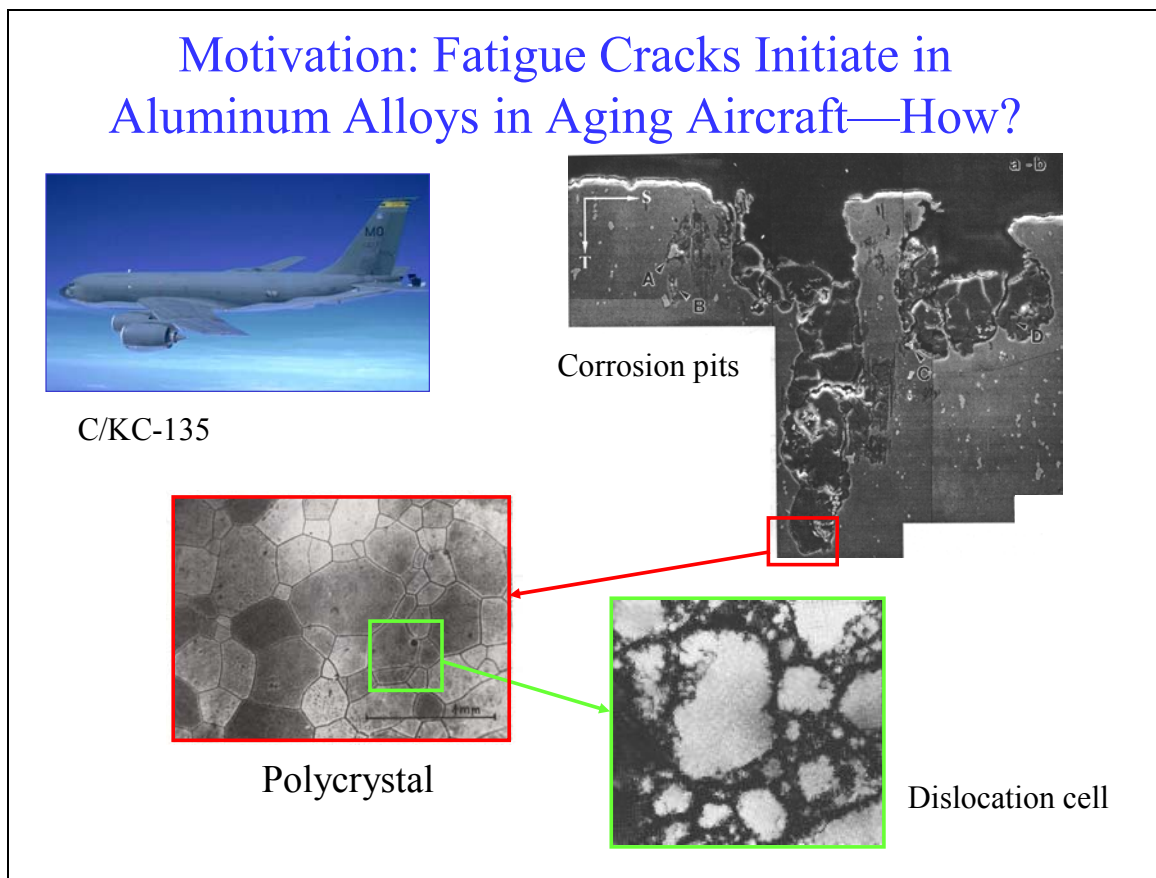 Motivation: Fatigue Cracks Initiate in
Aluminum Alloys in Aging Aircraft—How?
MO
a-b
S
T
A
B
C
D
Corrosion pits
C/KC-135
Polycrystal
Dislocation cell